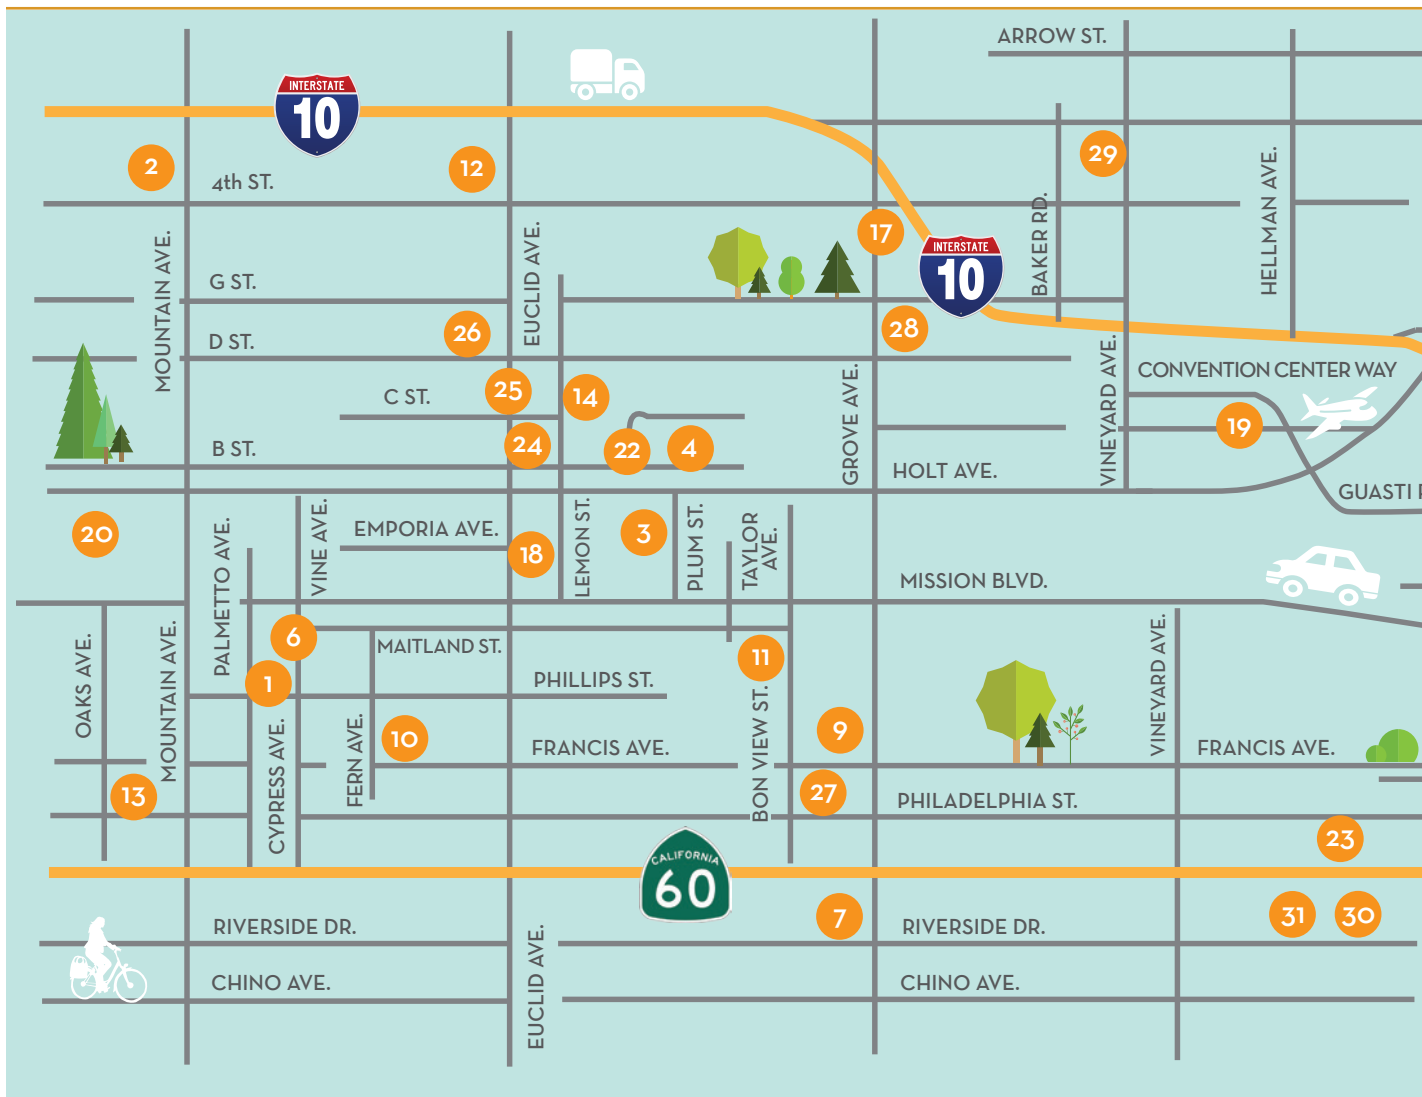 ARROW ST.
INTERSTATE
10
2
12
29
4th ST.
HELLMAN AVE.
BAKER RD.
17
MOUNTAIN AVE.
EUCLID AVE.
INTERSTATE
10
G ST.
26
28
D ST.
VINEYARD AVE.
CONVENTION CENTER WAY
25
14
C ST.
GROVE AVE.
19
24
22
4
B ST.
HOLT AVE.
GUASTI
20
PALMETTO AVE.
VINE AVE.
EMPORIA AVE.
18
LEMON ST.
3
PLUM ST.
TAYLOR
AVE.
MISSION BLVD.
6
OAKS AVE.
MOUNTAIN AVE.
MAITLAND ST.
11
VINEYARD AVE.
1
PHILLIPS ST.
BON VIEW ST.
CYPRESS AVE.
FERN AVE.
10
FRANCIS AVE.
9
FRANCIS AVE.
13
27
PHILADELPHIA ST.
23
CALIFORNIA
60
7
31
30
RIVERSIDE DR.
RIVERSIDE DR.
EUCLID AVE.
CHINO AVE.
CHINO AVE.